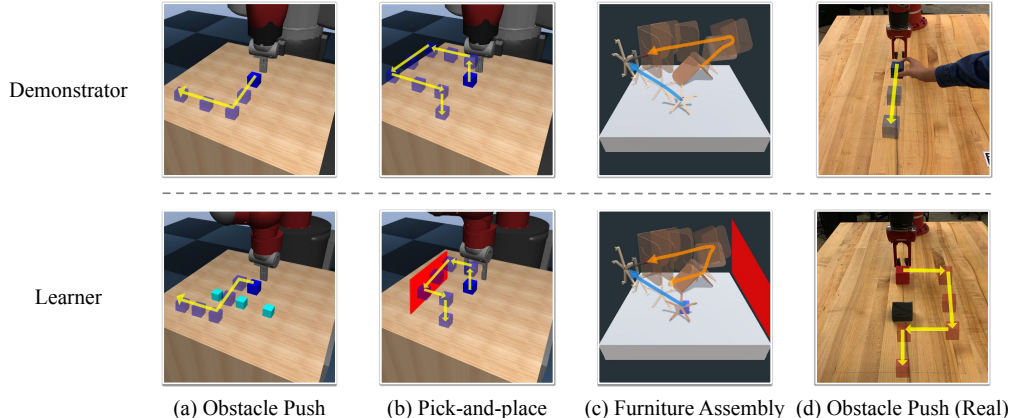 Demonstrator
Learner
(a) Obstacle Push
(b) Pick-and-place
(c) Furniture Assembly
(d) Obstacle Push (Real)